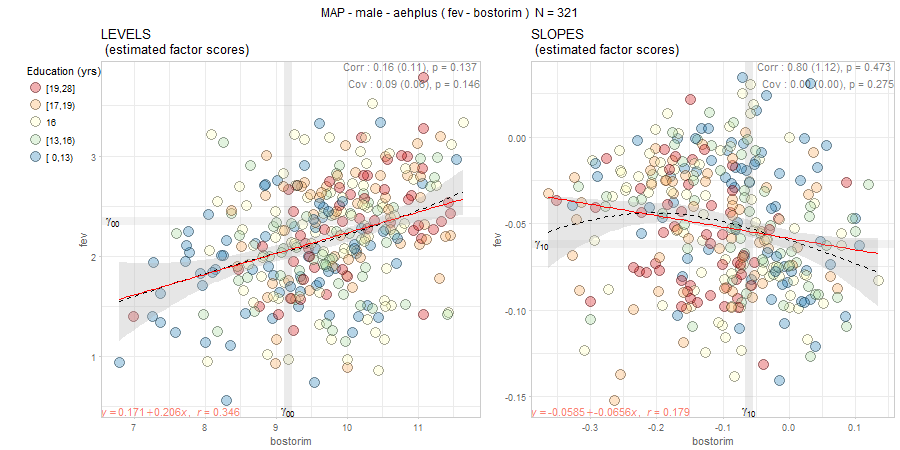 MAP - male - aehplus ( fev - bostorim ) N = 321
LEVELS
(estimated factor scores)
Education (yrs)
[19,28]
[17,19)
16
[13,16)
[ 0,13)
fev
3
2
1
γ00
Corr : 0.16 (0.11), p = 0.137
Cov : 0.09 (0.06), p = 0.146
y = 0.171 + 0.206x, r = 0.346
γ00
7
8
9
10
11
bostorim
SLOPES
(estimated factor scores)
fev
0.00
-0.05
-0.10
-0.15
γ10
Corr : 0.80 (1.12), p = 0.473
Cov : 0.00 (0.00), p = 0.275
y = -0.0585 + -0.0656x, r = 0.179
γ10
-0.3
-0.2
-0.1
0.0
0.1
bostorim